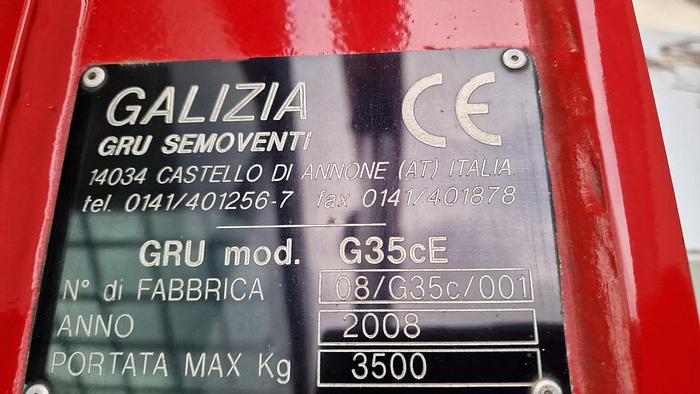 GALIZIA CE
GRU SEMOVENTI
14034 CASTELLO DI ANNONE (AT) ITALIA
tel. 0141/401256-7 fax 0141/401878
GRU mod. G35cE
N° di FABBRICA 08/G35c/001
ANNO 2008
PORTATA MAX Kg 3500